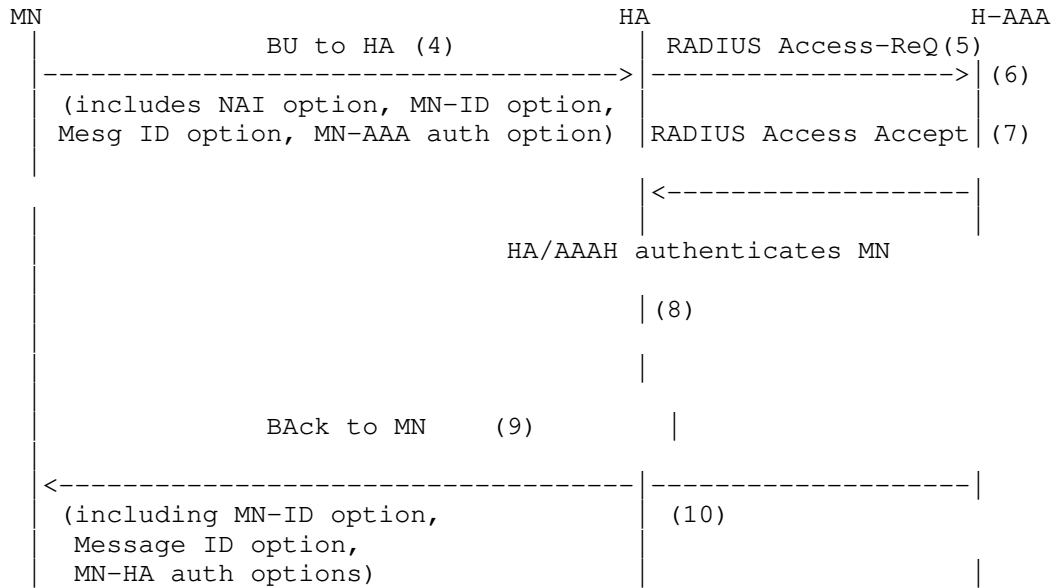 MN HA H-AAA
BU to HA (4) RADIUS Access-ReQ(5)
(6)
(includes NAI option, MN-ID option,
Mesg ID option, MN-AAA auth option) RADIUS Access Accept (7)
HA/AAAH authenticates MN
(8)
BAck to MN (9)
(including MN-ID option, (10)
Message ID option,
MN-HA auth options)